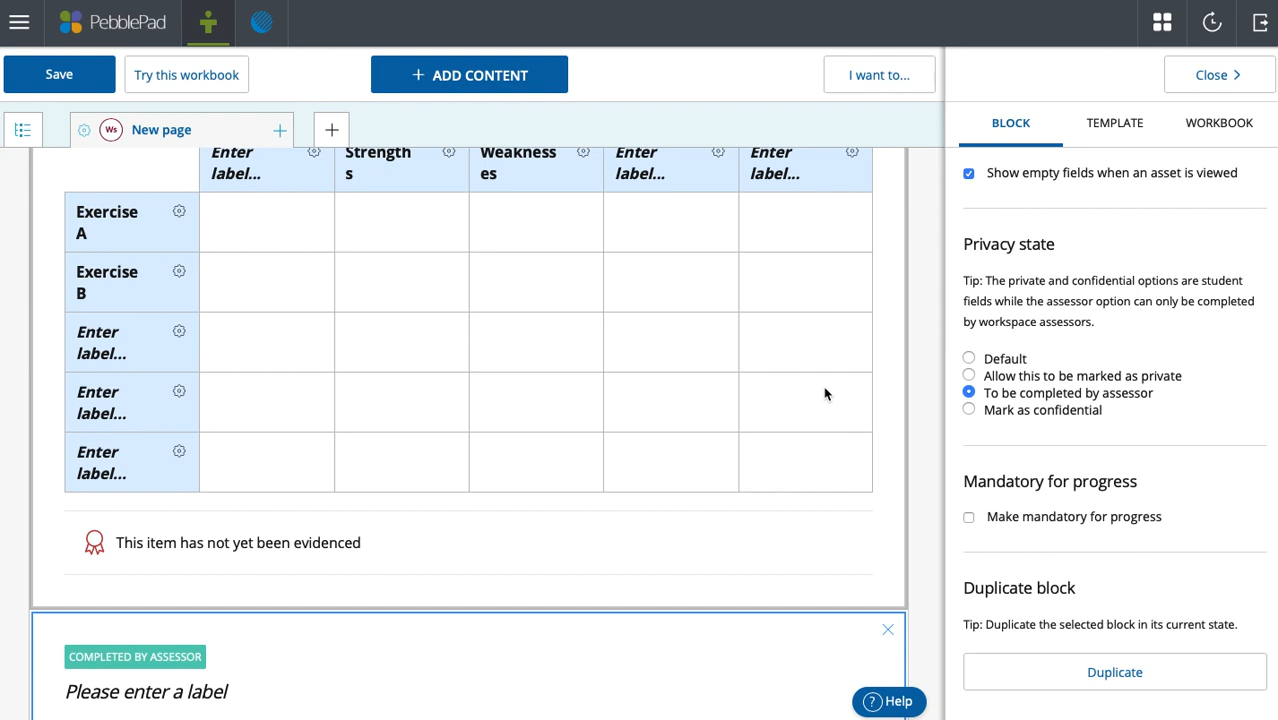 PebblePad
Save
Try this workbook
+ ADD CONTENT
I want to...
Close >
Ws New page
BLOCK TEMPLATE WORKBOOK
Enter
label...
Strength
s
Weakness
es
Enter
label...
Enter
label...
Exercise
A
Exercise
B
Enter
label...
Enter
label...
Enter
label...
This item has not yet been evidenced
COMPLETED BY ASSESSOR
Please enter a label
? Help
Show empty fields when an asset is viewed
Privacy state
Tip: The private and confidential options are student
fields while the assessor option can only be completed
by workspace assessors.
Default
Allow this to be marked as private
To be completed by assessor
Mark as confidential
Mandatory for progress
Make mandatory for progress
Duplicate block
Tip: Duplicate the selected block in its current state.
Duplicate